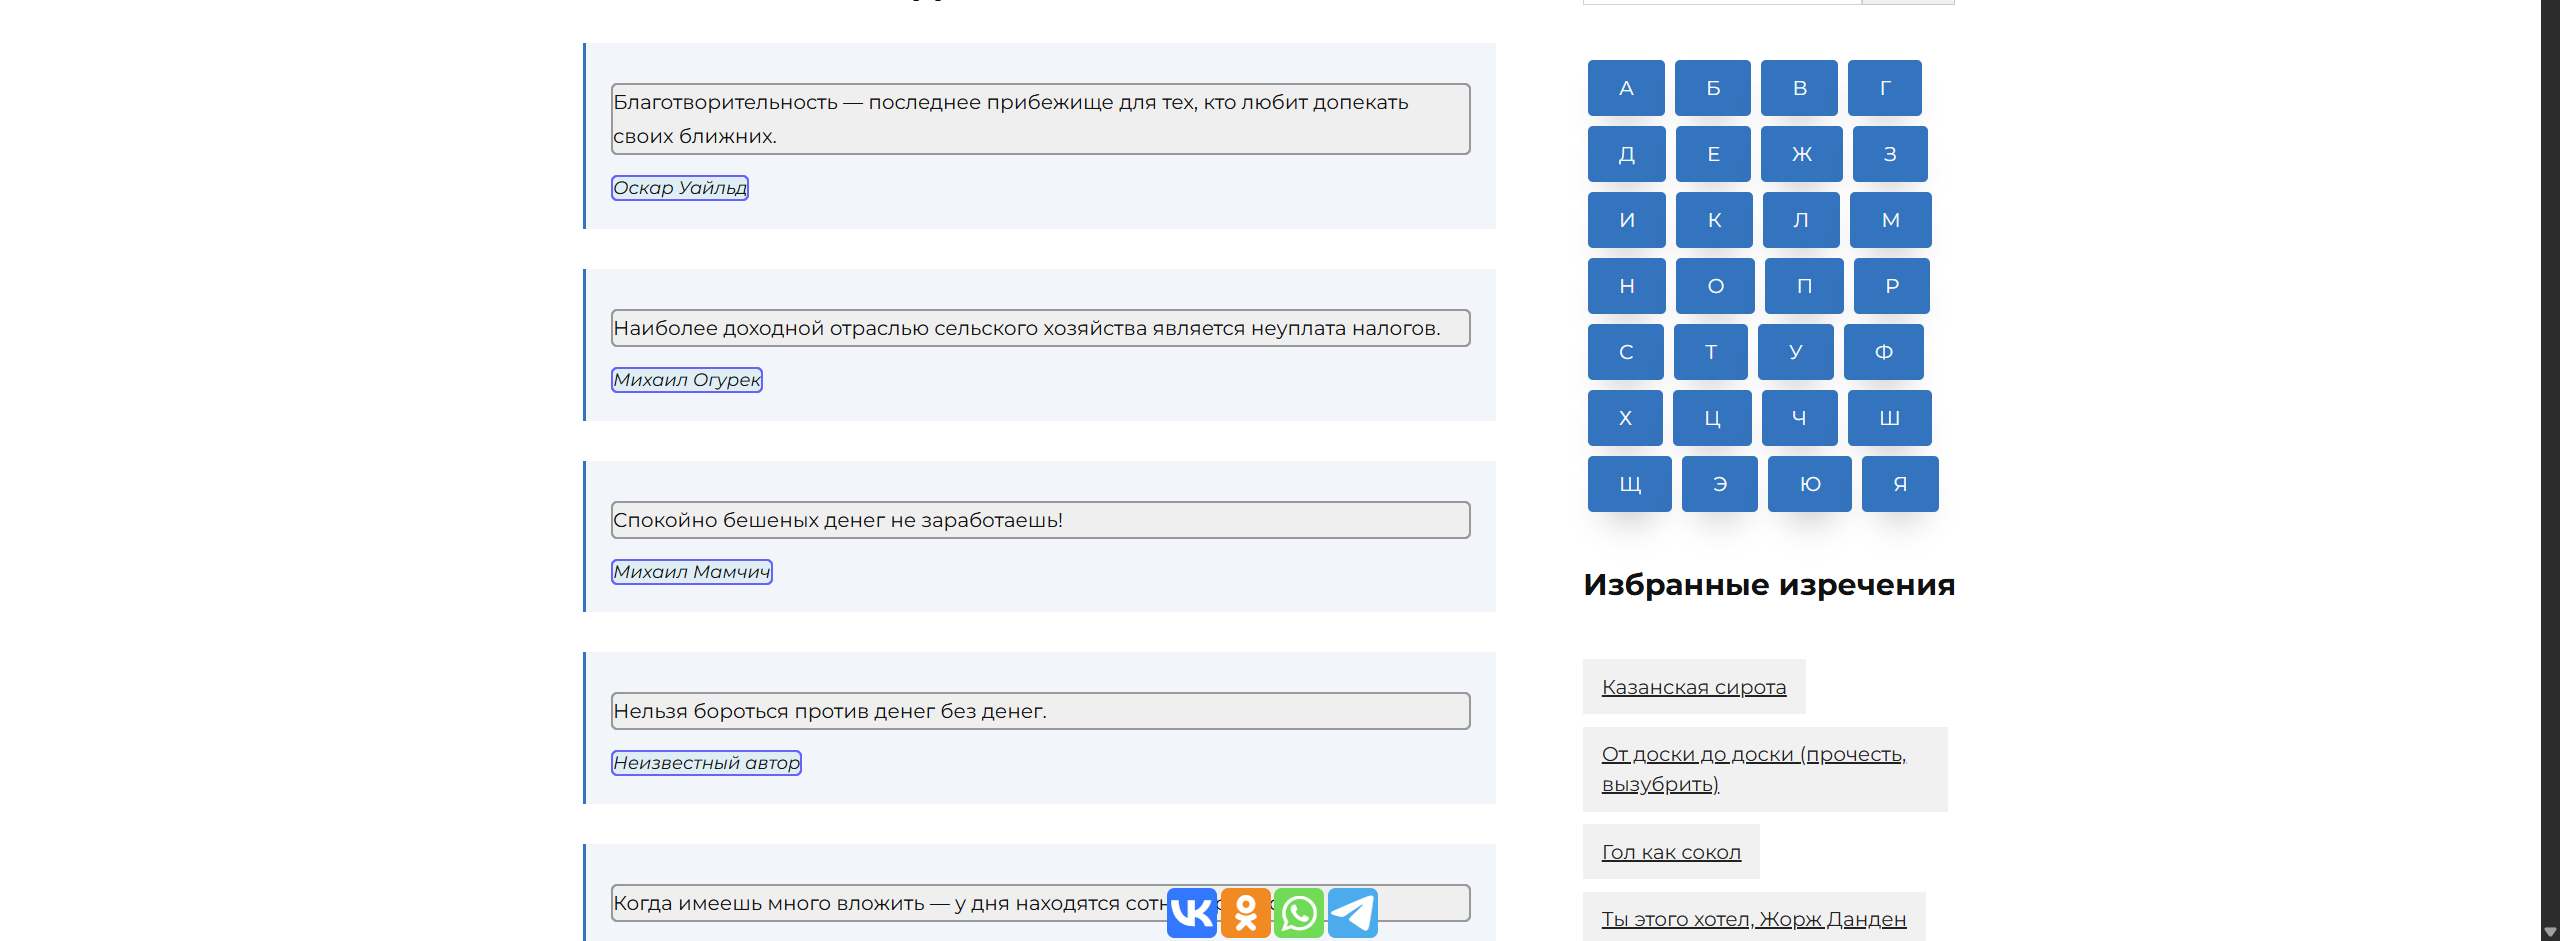 Благотворительность — последнее прибежище для тех, кто любит допекать
своих ближних.
Оскар Уайльд
Наиболее доходной отраслью сельского хозяйства является неуплата налогов.
Михаил Огурек
Спокойно бешеных денег не заработаешь!
Михаил Мамчич
Нельзя бороться против денег без денег.
Неизвестный автор
Когда имеешь много вложить — у дня находятся
А Б В Г
Д Е Ж З
И К Л М
Н О П Р
С Т У Ф
Х Ц Ч Ш
Щ Э Ю Я
Избранные изречения
Казанская сирота
От доски до доски (прочесть,
вызубрить)
Гол как сокол
Ты этого хотел, Жорж Данден